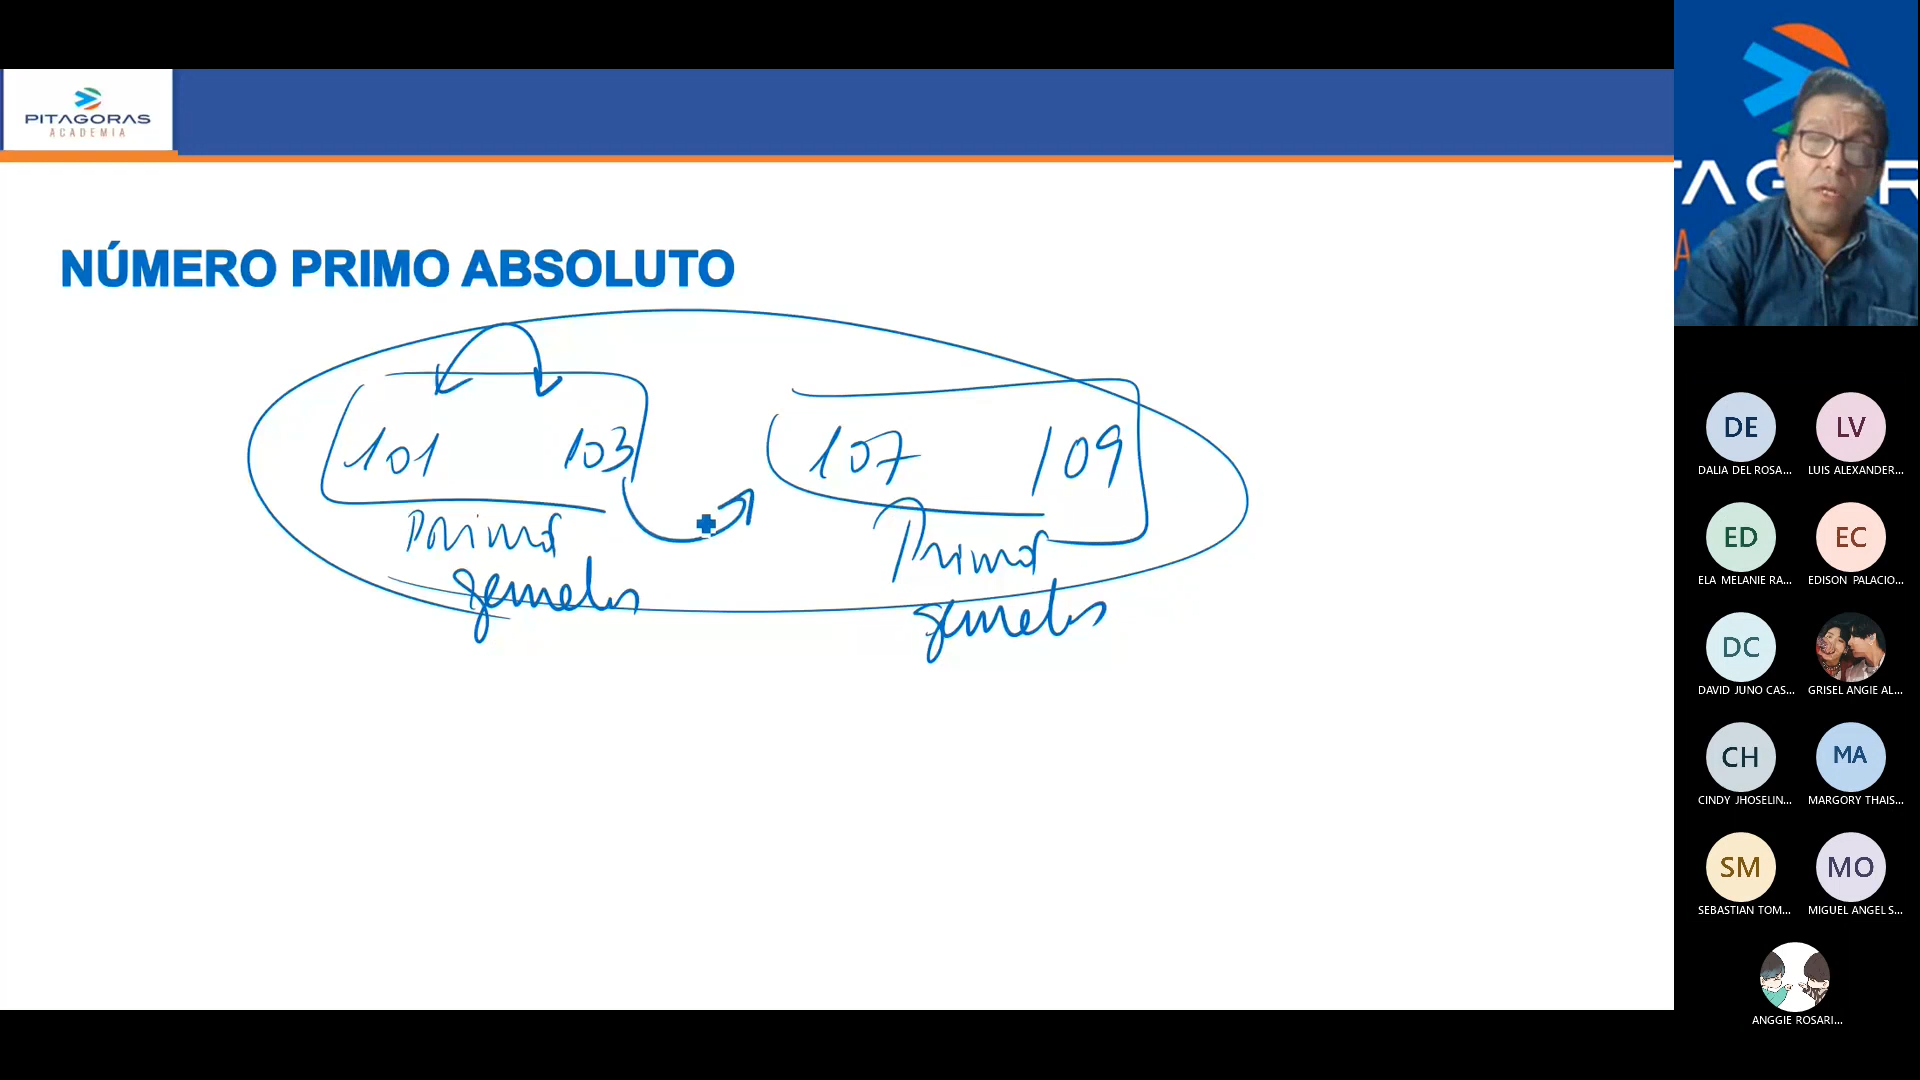 PITAGORAS
ACADEMIA
NÚMERO PRIMO ABSOLUTO
101 103 107 109
Primos Primos
gemelos gemelos
TAGOR
A
DE LV
DALIA DEL ROSA... LUIS ALEXANDER...
ED EC
ELA MELANIE RA... EDISON PALACIO...
DC
DAVID JUNO CAS... GRISEL ANGIE AL...
CH MA
CINDY JHOSELIN... MARGORY THAIS...
SM MO
SEBASTIAN TOM... MIGUEL ANGEL S...
ANGGIE ROSARI...